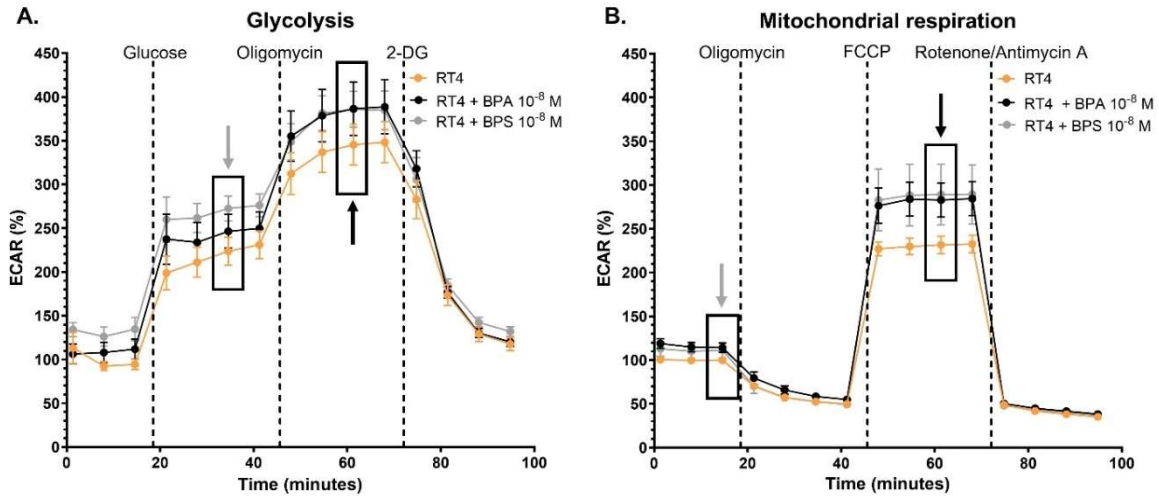 A.
Glycolysis
Glucose
Oligomycin
2-DG
RT4
RT4 + BPA 10⁻⁸ M
RT4 + BPS 10⁻⁸ M
ECAR (%)
450
400
350
300
250
200
150
100
50
0
0 20 40 60 80 100
Time (minutes)
B.
Mitochondrial respiration
Oligomycin
FCCP
Rotenone/Antimycin A
RT4
RT4 + BPA 10⁻⁸ M
RT4 + BPS 10⁻⁸ M
ECAR (%)
450
400
350
300
250
200
150
100
50
0
0 20 40 60 80 100
Time (minutes)